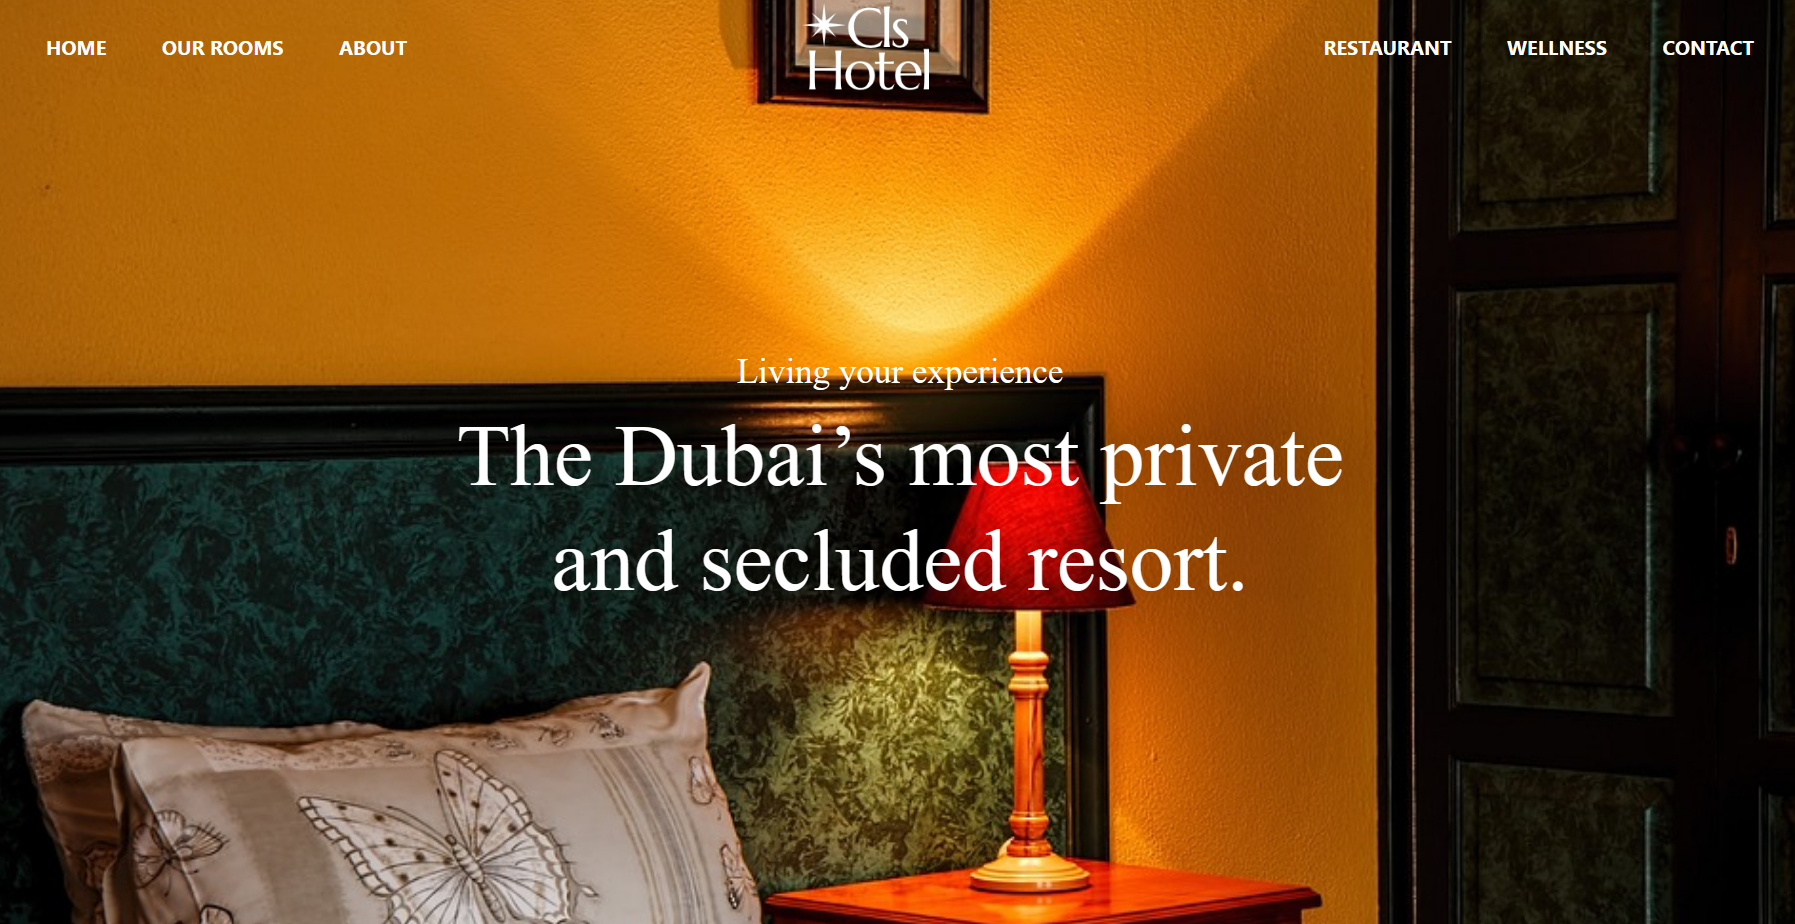 HOME OUR ROOMS ABOUT
Cls
Hotel
RESTAURANT WELLNESS CONTACT
Living your experience
The Dubai’s most private
and secluded resort.